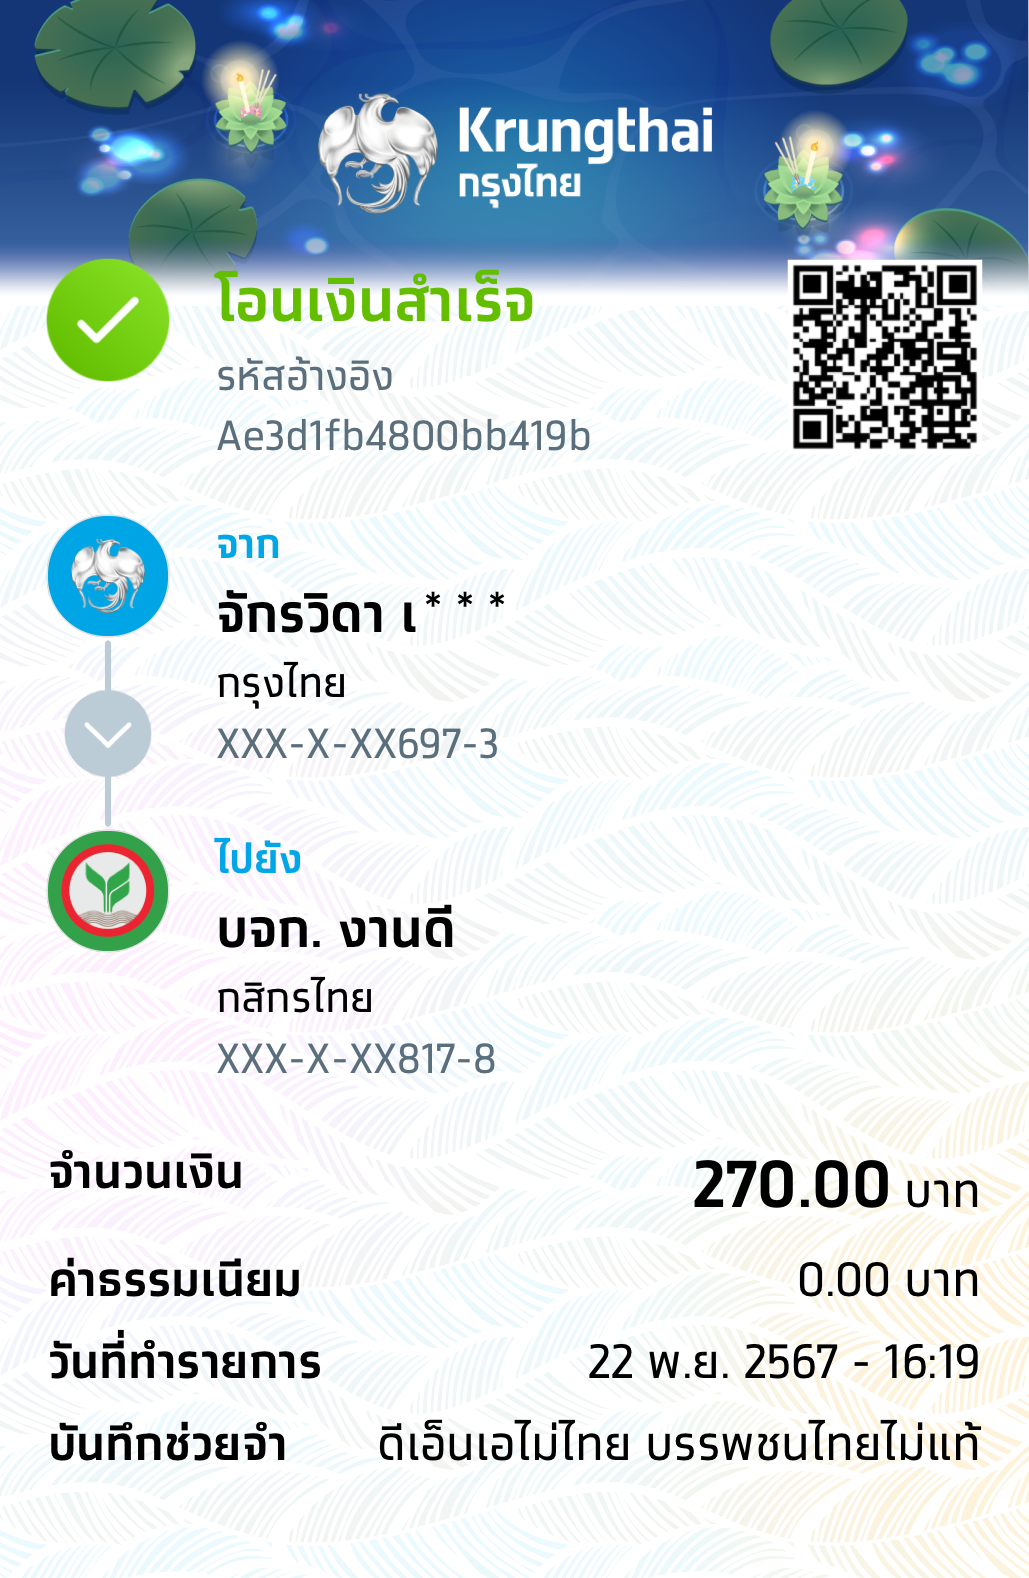 Krungthai
กรุงไทย
โอนเงินสำเร็จ
รหัสอ้างอิง
Ae3d1fb4800bb419b
จาก
จักรวิดา เ***
กรุงไทย
XXX-X-XX697-3
ไปยัง
บจก. งานดี
กสิกรไทย
XXX-X-XX817-8
จำนวนเงิน 270.00 บาท
ค่าธรรมเนียม 0.00 บาท
วันที่ทำรายการ 22 พ.ย. 2567 - 16:19
บันทึกช่วยจำ ดีเอ็นเอไม่ไทย บรรพชนไทยไม่แท้